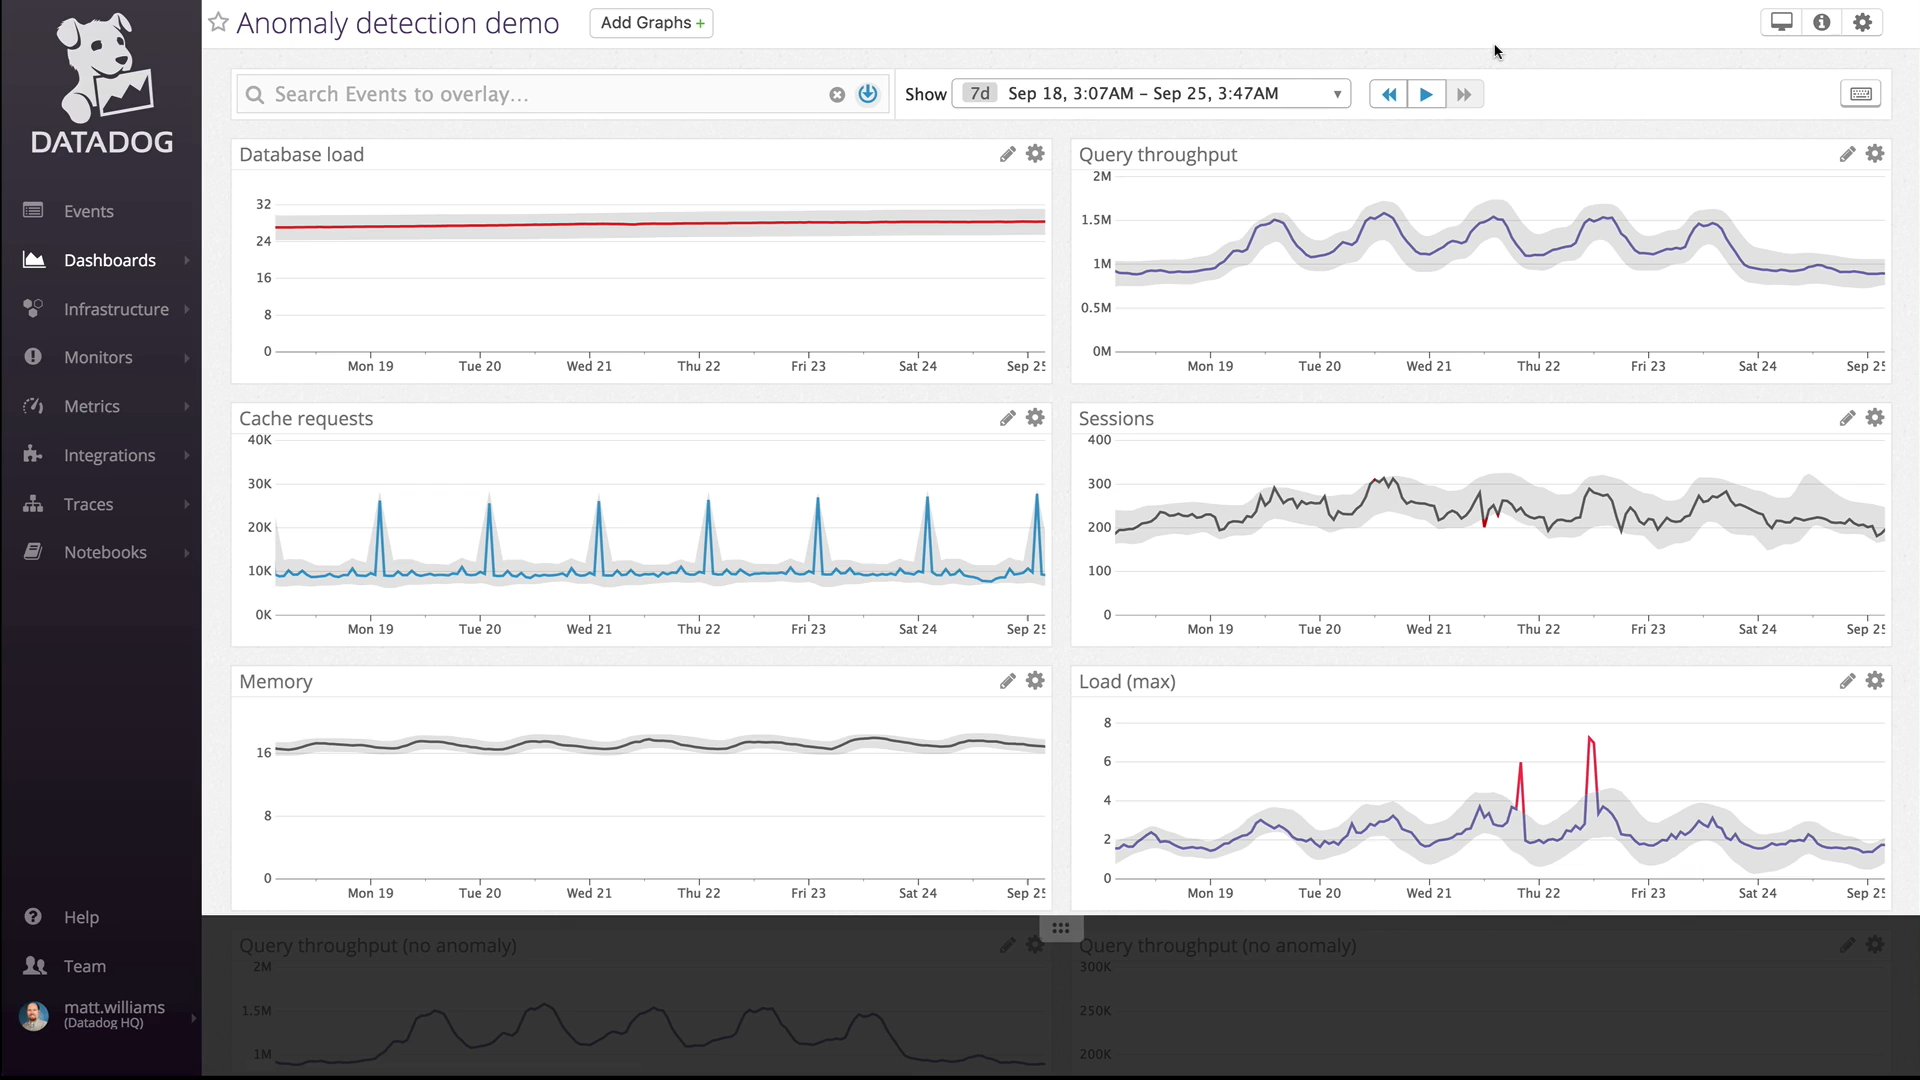 DATADOG
Events
Dashboards
Infrastructure
Monitors
Metrics
Integrations
Traces
Notebooks
Help
Team
matt.williams
(Datadog HQ)
Anomaly detection demo
Add Graphs +
Search Events to overlay...
Show 7d Sep 18, 3:07AM – Sep 25, 3:47AM
Database load
32
24
16
8
0
Mon 19 Tue 20 Wed 21 Thu 22 Fri 23 Sat 24 Sep 25
Query throughput
2M
1.5M
1M
0.5M
0M
Mon 19 Tue 20 Wed 21 Thu 22 Fri 23 Sat 24 Sep 25
Cache requests
40K
30K
20K
10K
0K
Mon 19 Tue 20 Wed 21 Thu 22 Fri 23 Sat 24 Sep 25
Sessions
400
300
200
100
0
Mon 19 Tue 20 Wed 21 Thu 22 Fri 23 Sat 24 Sep 25
Memory
16
8
0
Mon 19 Tue 20 Wed 21 Thu 22 Fri 23 Sat 24 Sep 25
Load (max)
8
6
4
2
0
Mon 19 Tue 20 Wed 21 Thu 22 Fri 23 Sat 24 Sep 25
Query throughput (no anomaly)
2M
1.5M
1M
Query throughput (no anomaly)
300K
250K
200K